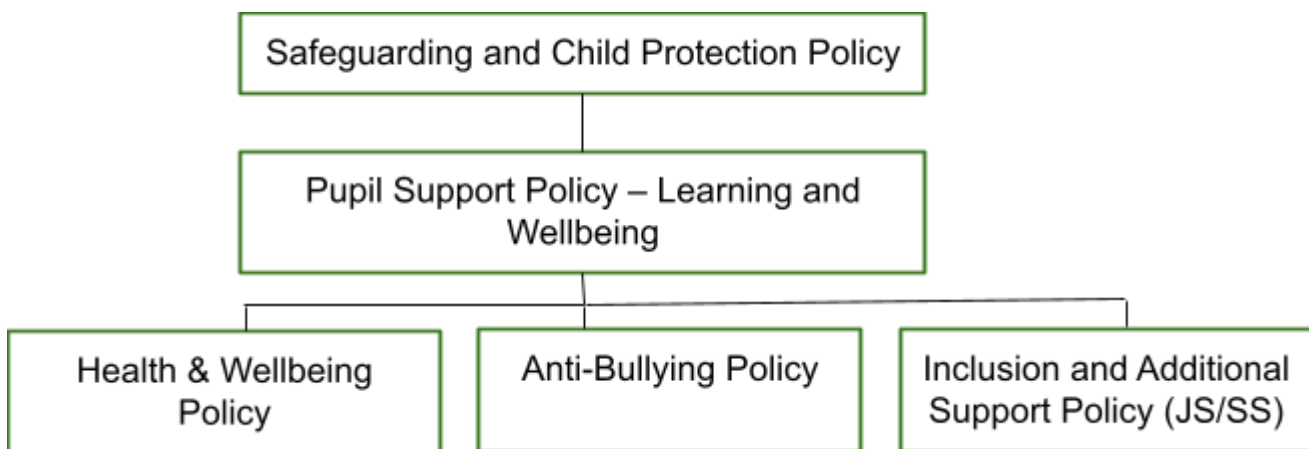 Safeguarding and Child Protection Policy
Pupil Support Policy – Learning and
Wellbeing
Health & Wellbeing
Policy
Anti-Bullying Policy
Inclusion and Additional
Support Policy (JS/SS)